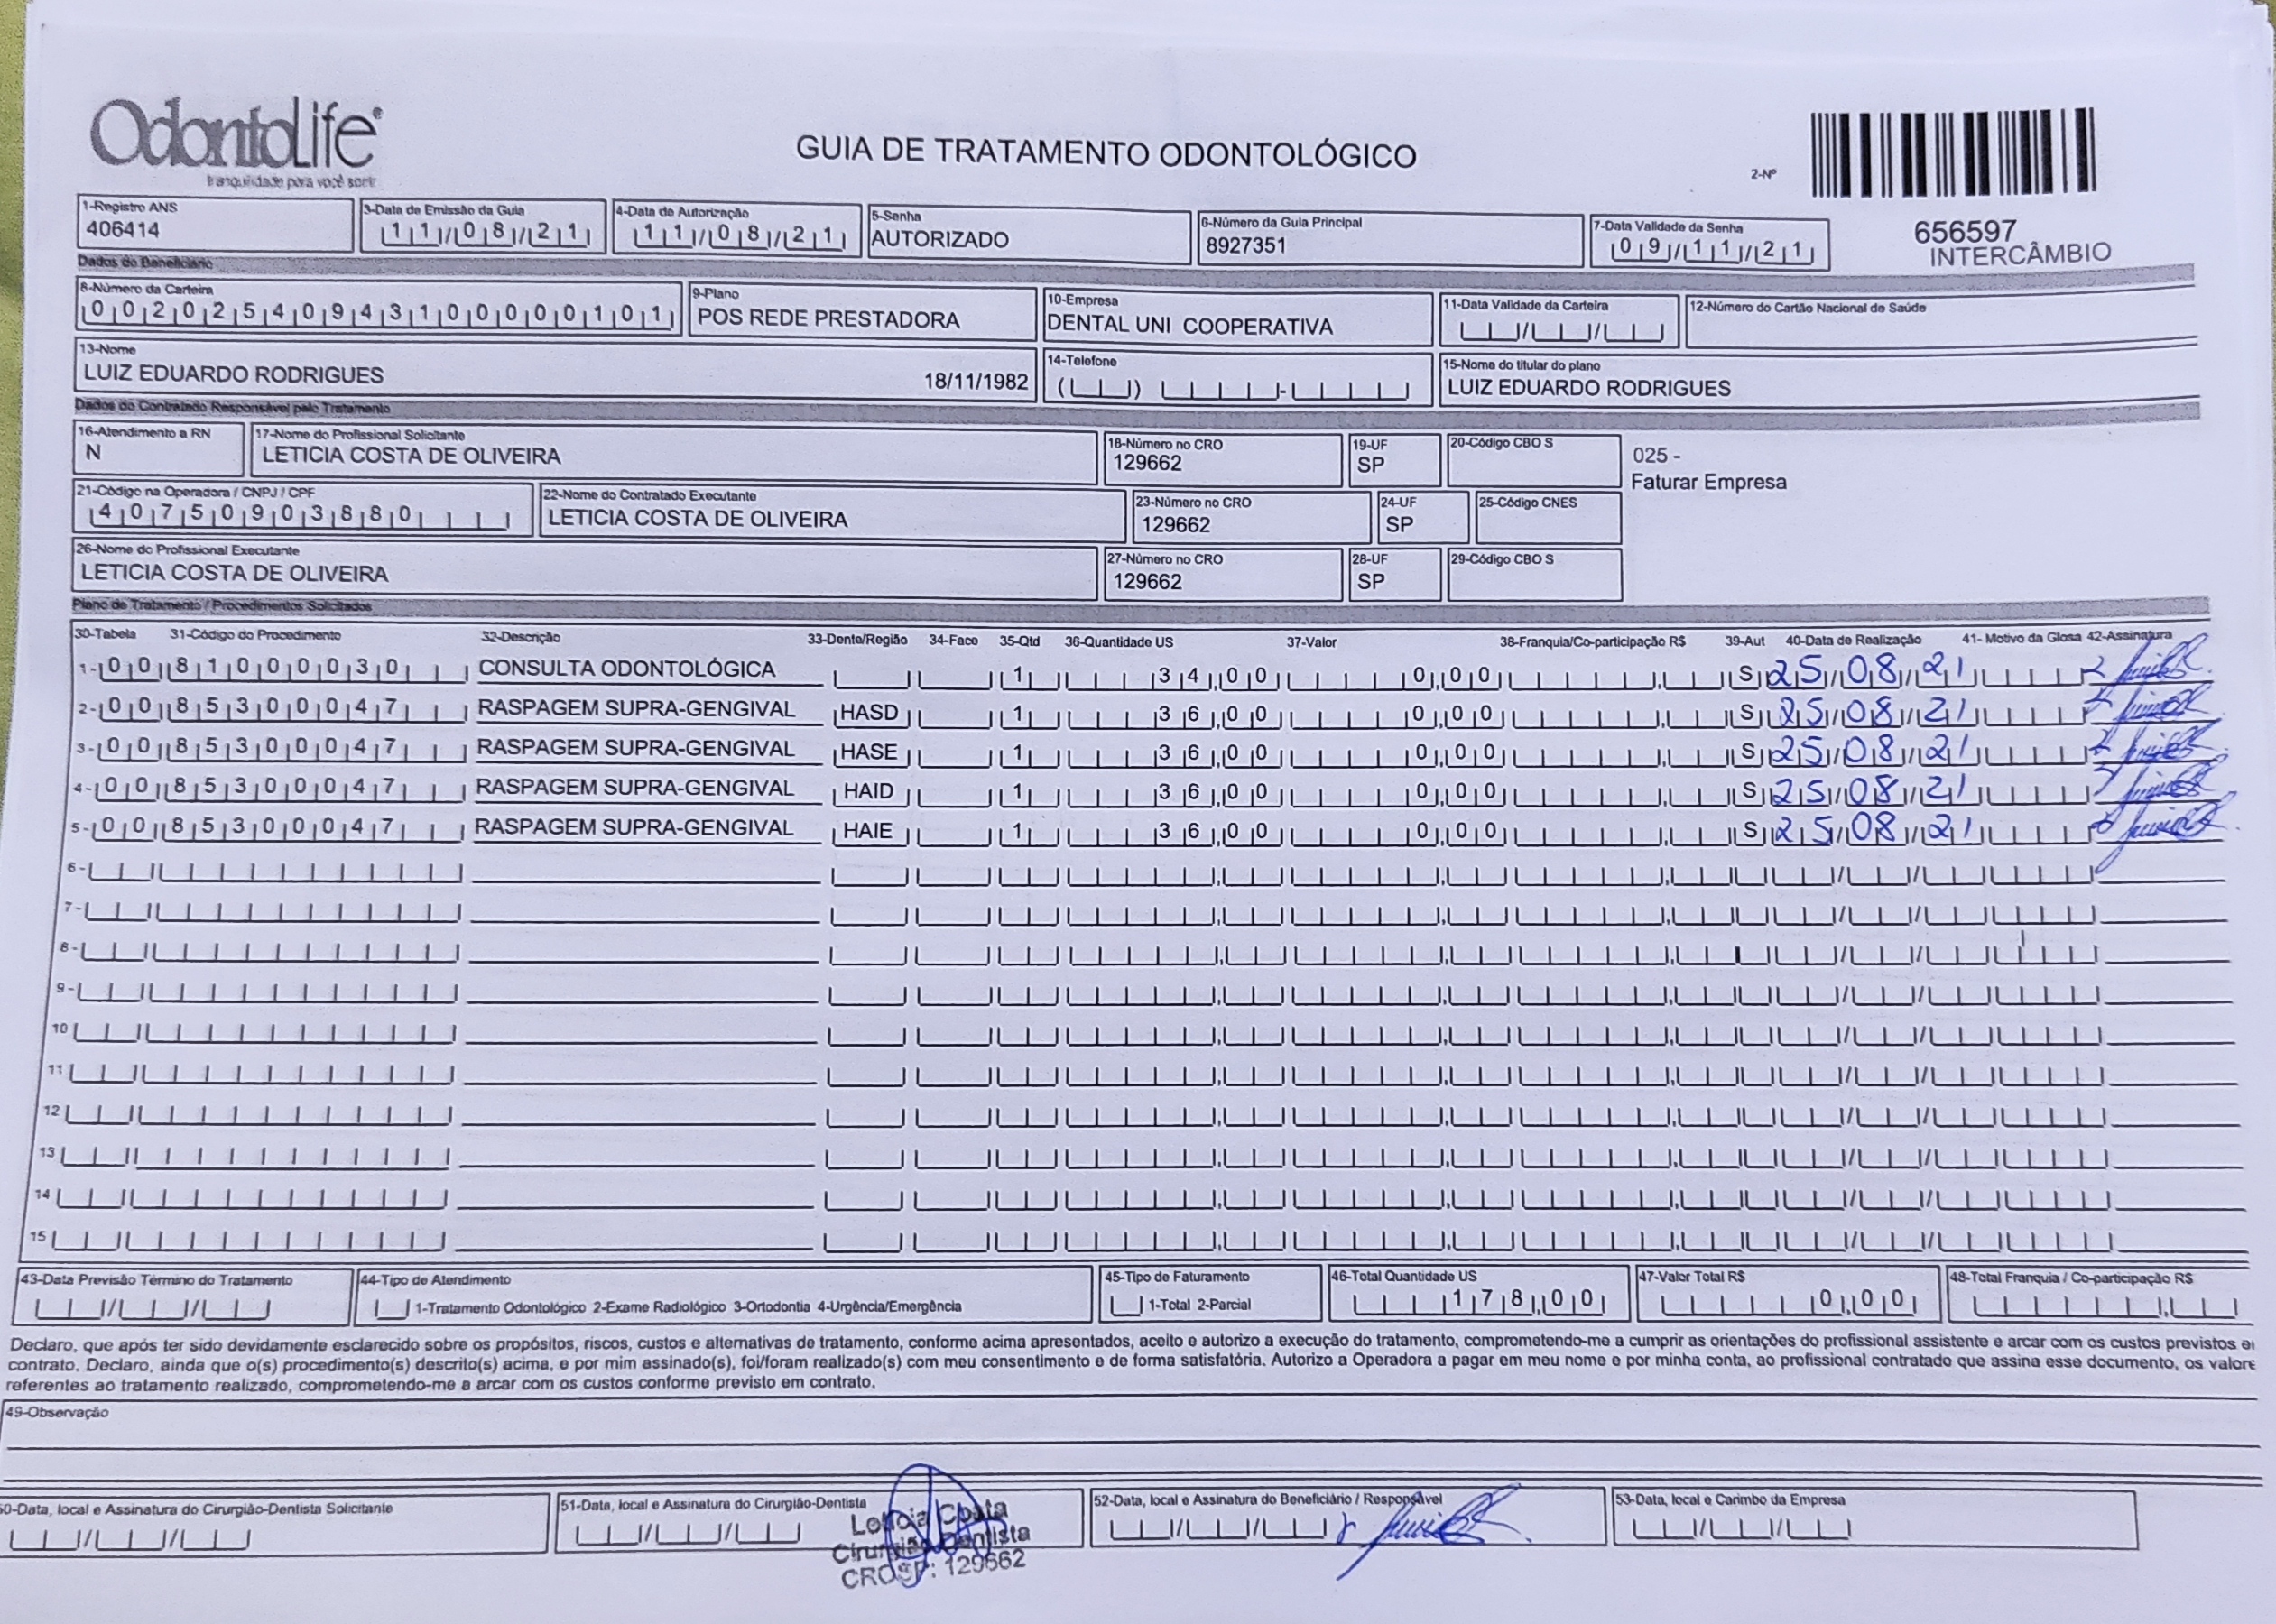 OdontoLife®
tranquilidade para você sorrir
GUIA DE TRATAMENTO ODONTOLÓGICO
2-Nº
656597
INTERCÂMBIO
1-Registro ANS
406414
3-Data de Emissão da Guia
11/08/21
4-Data de Autorização
11/08/21
5-Senha
AUTORIZADO
6-Número da Guia Principal
8927351
7-Data Validade da Senha
09/11/21
Dados do Beneficiário
8-Número da Carteira
00202540943100000101
9-Plano
POS REDE PRESTADORA
10-Empresa
DENTAL UNI COOPERATIVA
11-Data Validade da Carteira
12-Número do Cartão Nacional de Saúde
13-Nome
LUIZ EDUARDO RODRIGUES 18/11/1982
14-Telefone
15-Nome do titular do plano
LUIZ EDUARDO RODRIGUES
Dados do Contratado Responsável pelo Tratamento
16-Atendimento a RN
N
17-Nome do Profissional Solicitante
LETICIA COSTA DE OLIVEIRA
18-Número no CRO
129662
19-UF
SP
20-Código CBO S
025 -
Faturar Empresa
21-Código na Operadora / CNPJ / CPF
40750903880
22-Nome do Contratado Executante
LETICIA COSTA DE OLIVEIRA
23-Número no CRO
129662
24-UF
SP
25-Código CNES
26-Nome do Profissional Executante
LETICIA COSTA DE OLIVEIRA
27-Número no CRO
129662
28-UF
SP
29-Código CBO S
Plano de Tratamento / Procedimentos Solicitados
30-Tabela 31-Código do Procedimento 32-Descrição 33-Dente/Região 34-Face 35-Qtd 36-Quantidade US 37-Valor 38-Franquia/Co-participação R$ 39-Aut 40-Data de Realização 41- Motivo da Glosa 42-Assinatura
1- 00 81000030 CONSULTA ODONTOLÓGICA 1 34,00 0,00 S 25/08/21
2- 00 85300047 RASPAGEM SUPRA-GENGIVAL HASD 1 36,00 0,00 S 25/08/21
3- 00 85300047 RASPAGEM SUPRA-GENGIVAL HASE 1 36,00 0,00 S 25/08/21
4- 00 85300047 RASPAGEM SUPRA-GENGIVAL HAID 1 36,00 0,00 S 25/08/21
5- 00 85300047 RASPAGEM SUPRA-GENGIVAL HAIE 1 36,00 0,00 S 25/08/21
6-
7-
8-
9-
10
11
12
13
14
15
43-Data Previsão Término do Tratamento
44-Tipo de Atendimento
1-Tratamento Odontológico 2-Exame Radiológico 3-Ortodontia 4-Urgência/Emergência
45-Tipo de Faturamento
1-Total 2-Parcial
46-Total Quantidade US
178,00
47-Valor Total R$
0,00
48-Total Franquia / Co-participação R$
Declaro, que após ter sido devidamente esclarecido sobre os propósitos, riscos, custos e alternativas de tratamento, conforme acima apresentados, aceito e autorizo a execução do tratamento, comprometendo-me a cumprir as orientações do profissional assistente e arcar com os custos previstos e
contrato. Declaro, ainda que o(s) procedimento(s) descrito(s) acima, e por mim assinado(s), foi/foram realizado(s) com meu consentimento e de forma satisfatória. Autorizo a Operadora a pagar em meu nome e por minha conta, ao profissional contratado que assina esse documento, os valore
referentes ao tratamento realizado, comprometendo-me a arcar com os custos conforme previsto em contrato.
49-Observação
0-Data, local e Assinatura do Cirurgião-Dentista Solicitante
51-Data, local e Assinatura do Cirurgião-Dentista
Leticia Costa
Cirurgião Dentista
CROSP: 129662
52-Data, local e Assinatura do Beneficiário / Responsável
53-Data, local e Carimbo da Empresa